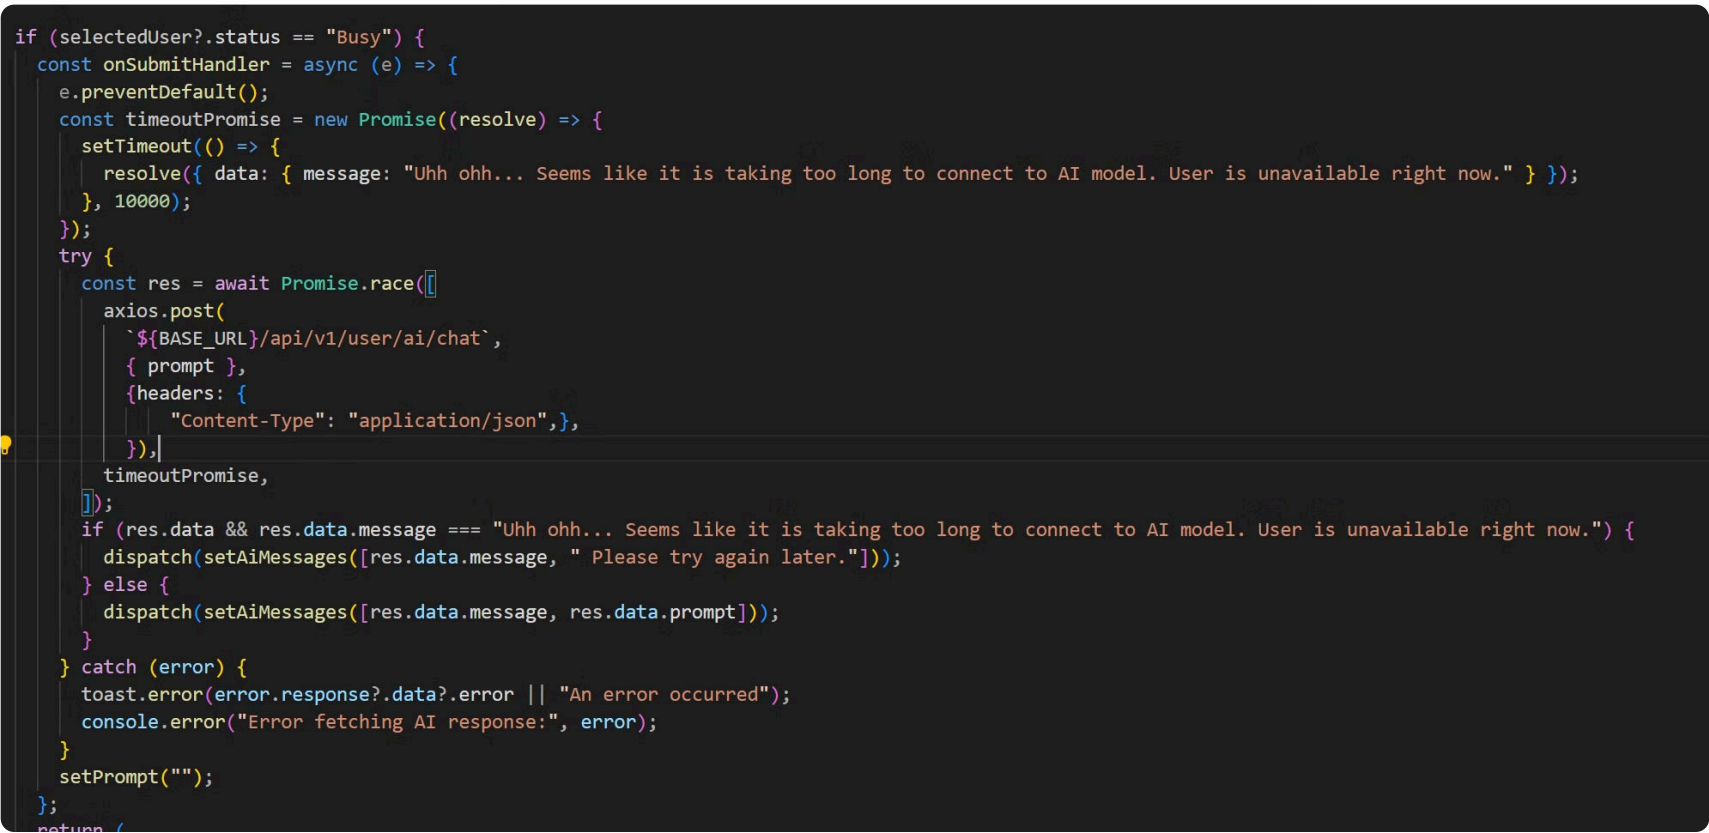 if (selectedUser?.status == "Busy") {
const onSubmitHandler = async (e) => {
e.preventDefault();
const timeoutPromise = new Promise((resolve) => {
setTimeout(() => {
resolve({ data: { message: "Uhh ohh... Seems like it is taking too long to connect to AI model. User is unavailable right now." } });
}, 10000);
});
try {
const res = await Promise.race([
axios.post(
`${BASE_URL}/api/v1/user/ai/chat`,
{ prompt },
{headers: {
"Content-Type": "application/json",},
}),
timeoutPromise,
]);
if (res.data && res.data.message === "Uhh ohh... Seems like it is taking too long to connect to AI model. User is unavailable right now.") {
dispatch(setAiMessages([res.data.message, " Please try again later."]));
} else {
dispatch(setAiMessages([res.data.message, res.data.prompt]));
}
} catch (error) {
toast.error(error.response?.data?.error || "An error occurred");
console.error("Error fetching AI response:", error);
}
setPrompt("");
};
return (